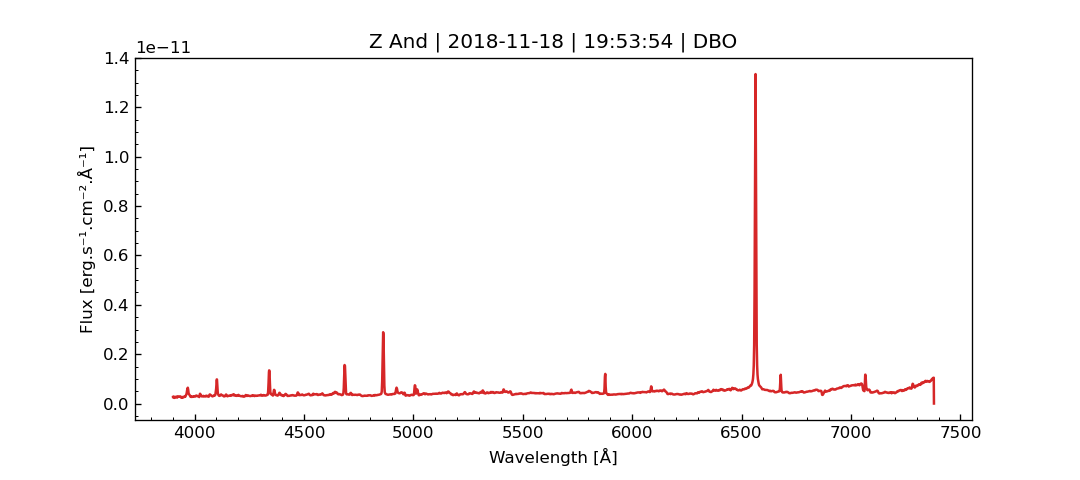 Z And | 2018-11-18 | 19:53:54 | DBO
1e−11
1.4
1.2
1.0
0.8
0.6
0.4
0.2
0.0
Flux [erg.s⁻¹.cm⁻².Å⁻¹]
4000 4500 5000 5500 6000 6500 7000 7500
Wavelength [Å]